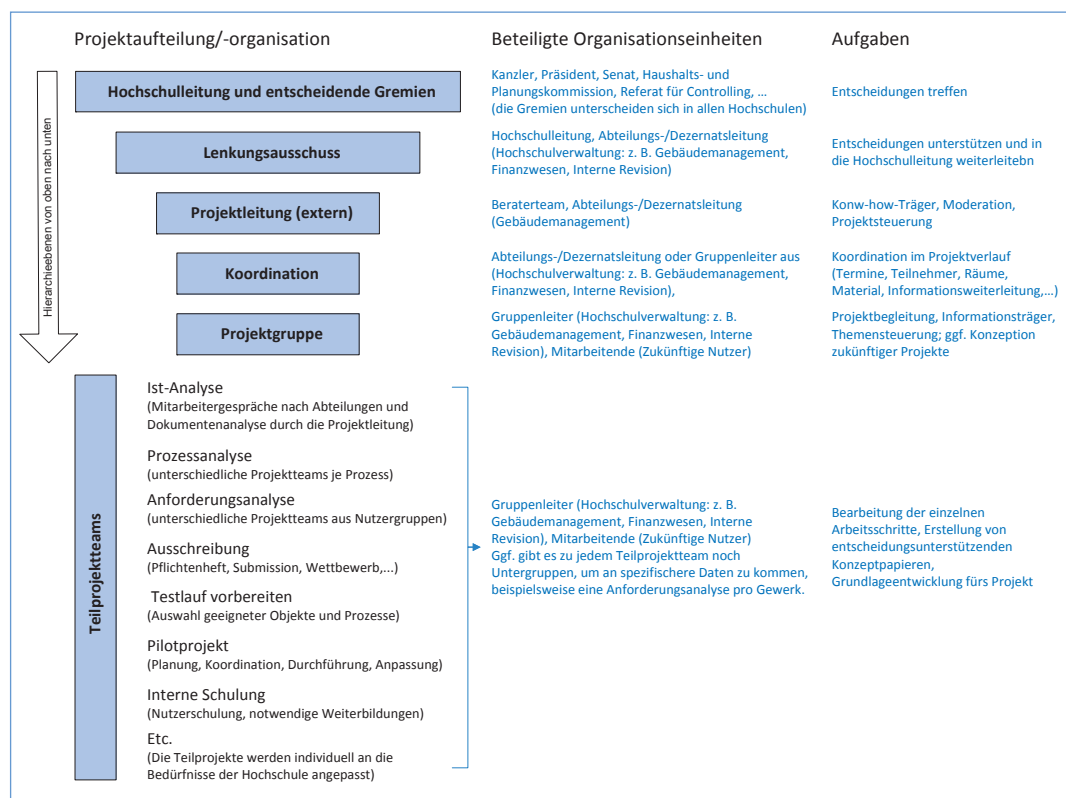 Projektaufteilung/-organisation
Beteiligte Organisationseinheiten
Aufgaben
Hierarchieebenen von oben nach unten
Hochschulleitung und entscheidende Gremien
Kanzler, Präsident, Senat, Haushalts- und
Planungskommission, Referat für Controlling, …
(die Gremien unterscheiden sich in allen Hochschulen)
Entscheidungen treffen
Lenkungsausschuss
Hochschulleitung, Abteilungs-/Dezernatsleitung
(Hochschulverwaltung: z. B. Gebäudemanagement,
Finanzwesen, Interne Revision)
Entscheidungen unterstützen und in
die Hochschulleitung weiterleitebn
Projektleitung (extern)
Beraterteam, Abteilungs-/Dezernatsleitung
(Gebäudemanagement)
Konw-how-Träger, Moderation,
Projektsteuerung
Koordination
Abteilungs-/Dezernatsleitung oder Gruppenleiter aus
(Hochschulverwaltung: z. B. Gebäudemanagement,
Finanzwesen, Interne Revision),
Koordination im Projektverlauf
(Termine, Teilnehmer, Räume,
Material, Informationsweiterleitung,…)
Projektgruppe
Gruppenleiter (Hochschulverwaltung: z. B.
Gebäudemanagement, Finanzwesen, Interne
Revision), Mitarbeitende (Zukünftige Nutzer)
Projektbegleitung, Informationsträger,
Themensteuerung; ggf. Konzeption
zukünftiger Projekte
Teilprojektteams
Ist-Analyse
(Mitarbeitergespräche nach Abteilungen und
Dokumentenanalyse durch die Projektleitung)
Prozessanalyse
(unterschiedliche Projektteams je Prozess)
Anforderungsanalyse
(unterschiedliche Projektteams aus Nutzergruppen)
Ausschreibung
(Pflichtenheft, Submission, Wettbewerb,...)
Testlauf vorbereiten
(Auswahl geeigneter Objekte und Prozesse)
Pilotprojekt
(Planung, Koordination, Durchführung, Anpassung)
Interne Schulung
(Nutzerschulung, notwendige Weiterbildungen)
Etc.
(Die Teilprojekte werden individuell an die
Bedürfnisse der Hochschule angepasst)
Gruppenleiter (Hochschulverwaltung: z. B.
Gebäudemanagement, Finanzwesen, Interne
Revision), Mitarbeitende (Zukünftige Nutzer)
Ggf. gibt es zu jedem Teilprojektteam noch
Untergruppen, um an spezifischere Daten zu kommen,
beispielsweise eine Anforderungsanalyse pro Gewerk.
Bearbeitung der einzelnen
Arbeitsschritte, Erstellung von
entscheidungsunterstützenden
Konzeptpapieren,
Grundlageentwicklung fürs Projekt